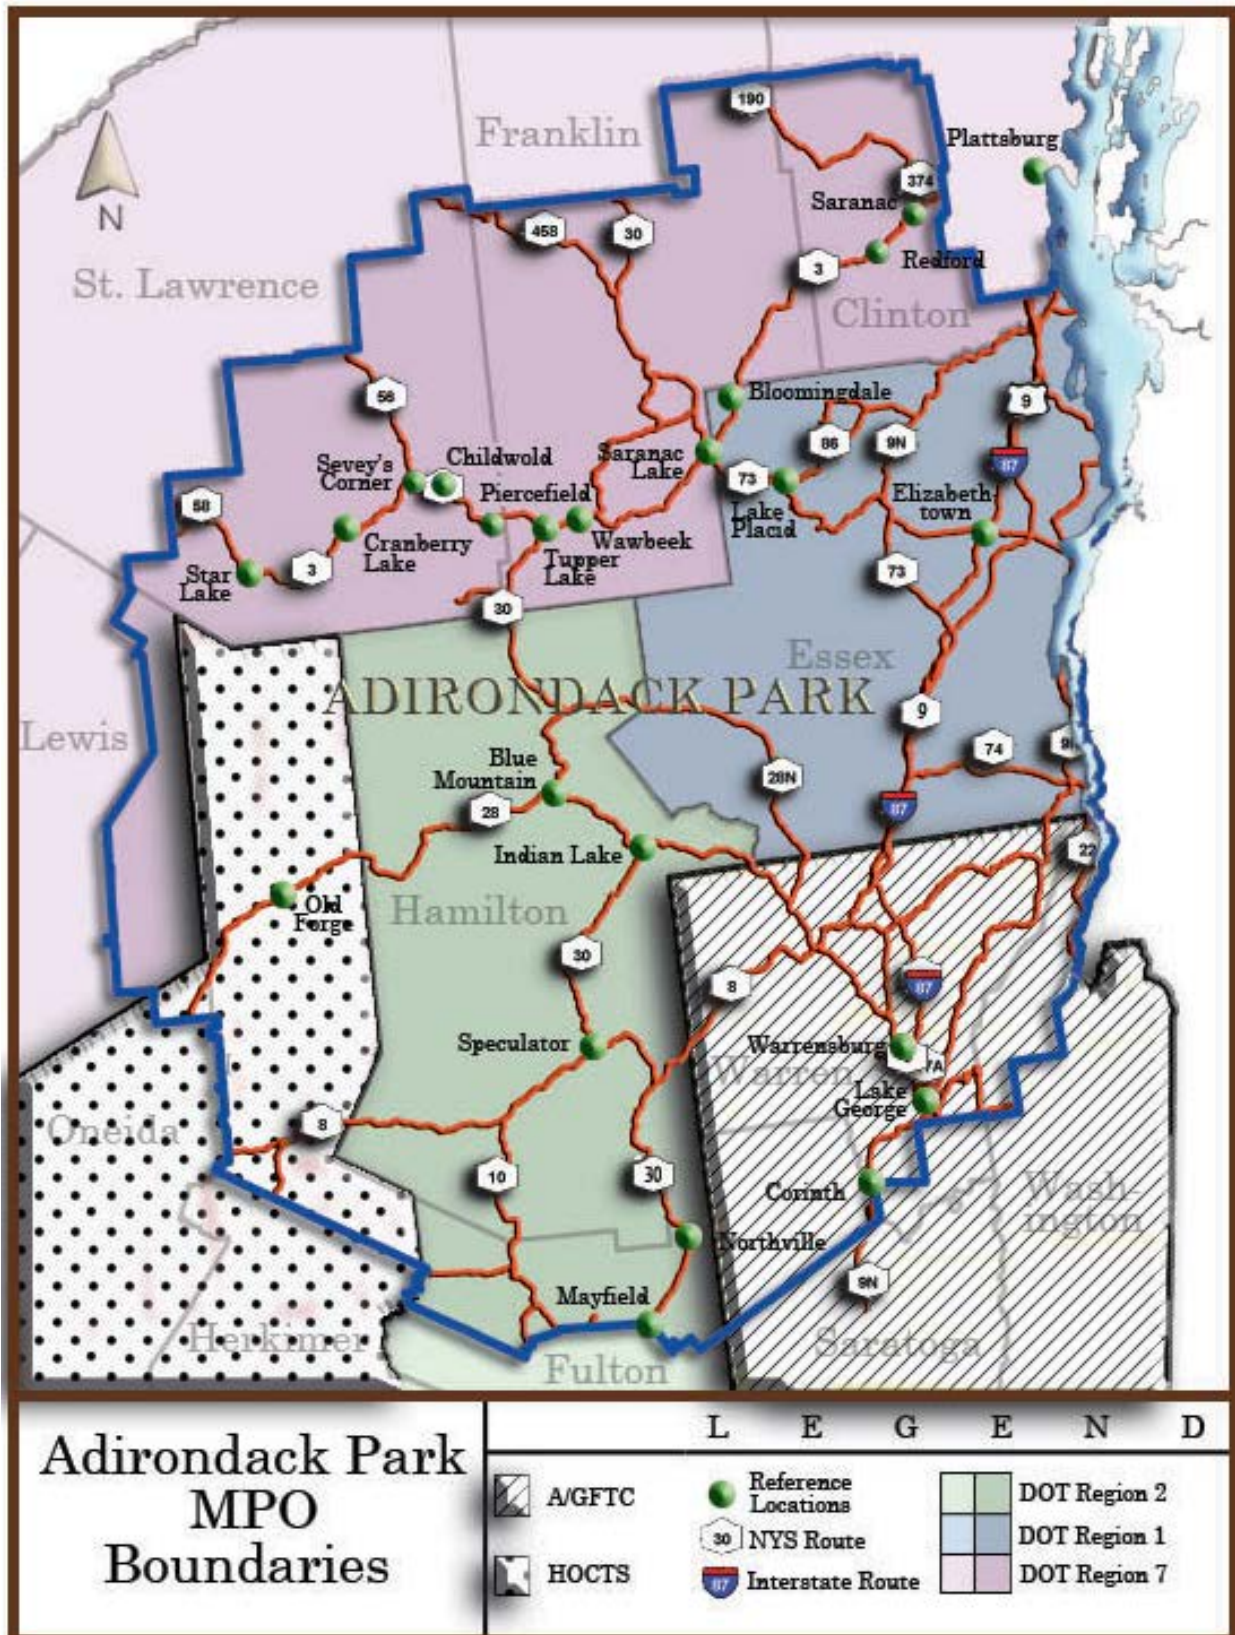 190
Franklin
Plattsburg
N
374
Saranac
458
30
Redford
3
St. Lawrence
Clinton
56
Bloomingdale
9
86
9N
Saranac
Lake
87
73
Sevey's
Corner
Childwold
Piercefield
Elizabeth-
town
58
Lake
Placid
Cranberry
Lake
Wawbeek
Tupper
Lake
Star
Lake
3
73
30
Essex
ADIRONDACK PARK
9
Lewis
74
Blue
Mountain
28N
28
87
Indian Lake
22
Old
Forge
Hamilton
30
8
87
Speculator
Warrensburg
7A
Warren
Lake
George
8
Oneida
10
30
Corinth
Wash-
ington
Northville
9N
Mayfield
Herkimer
Fulton
Saratoga
Adirondack Park
MPO
Boundaries
L E G E N D
A/GFTC
HOCTS
Reference
Locations
30 NYS Route
87 Interstate Route
DOT Region 2
DOT Region 1
DOT Region 7